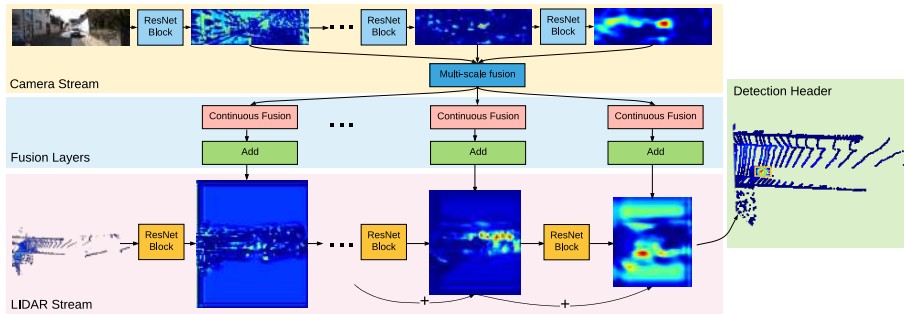 ResNet
Block
ResNet
Block
ResNet
Block
Camera Stream
Multi-scale fusion
Detection Header
Continuous Fusion
Continuous Fusion
Continuous Fusion
Add
Add
Add
Fusion Layers
ResNet
Block
ResNet
Block
ResNet
Block
LIDAR Stream
+
+